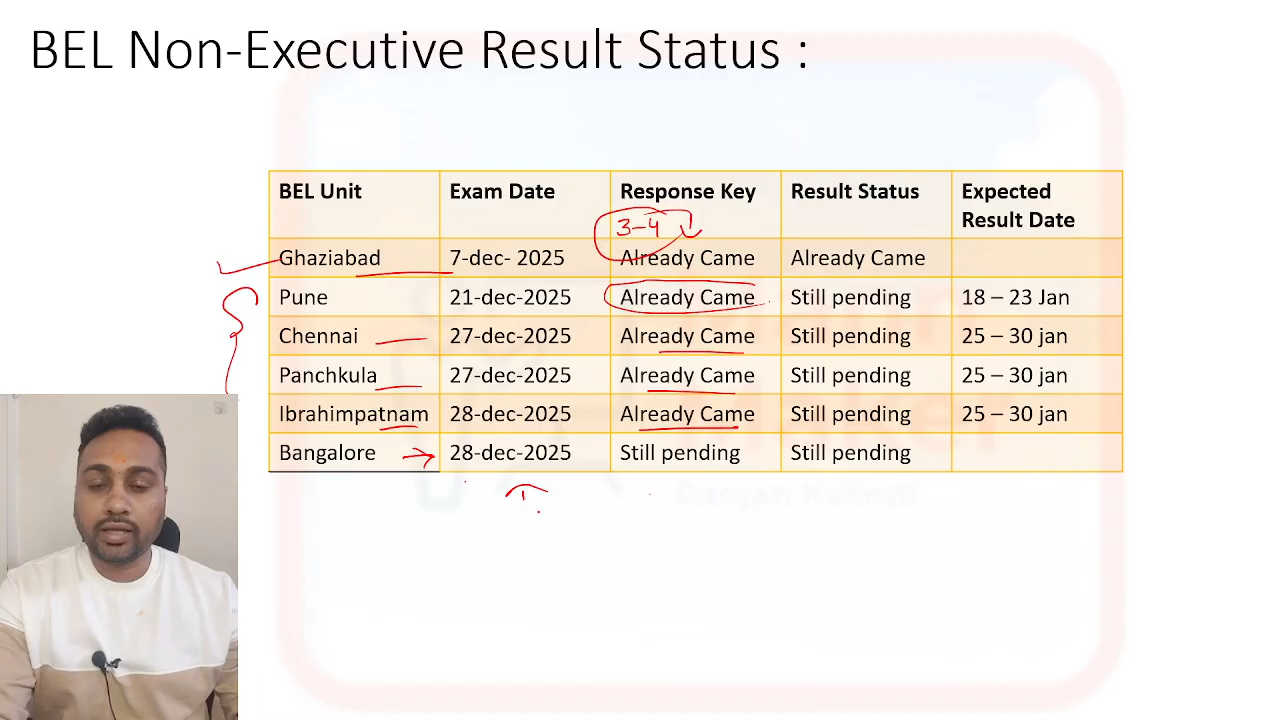 BEL Non-Executive Result Status :
BEL Unit Exam Date Response Key Result Status Expected Result Date
3-4
Ghaziabad 7-dec- 2025 Already Came Already Came
Pune 21-dec-2025 Already Came Still pending 18 – 23 Jan
Chennai 27-dec-2025 Already Came Still pending 25 – 30 jan
Panchkula 27-dec-2025 Already Came Still pending 25 – 30 jan
Ibrahimpatnam 28-dec-2025 Already Came Still pending 25 – 30 jan
Bangalore 28-dec-2025 Still pending Still pending
Ranjan Kalindi